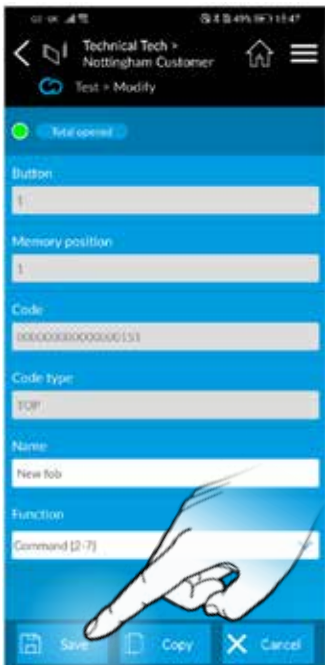 Technical Tech >
Nottingham Customer
Test > Modify
Total opened
Button
1
Memory position
1
Code
Code type
TOP
Name
New fob
Function
Command [2-7]
Save
Copy
Cancel